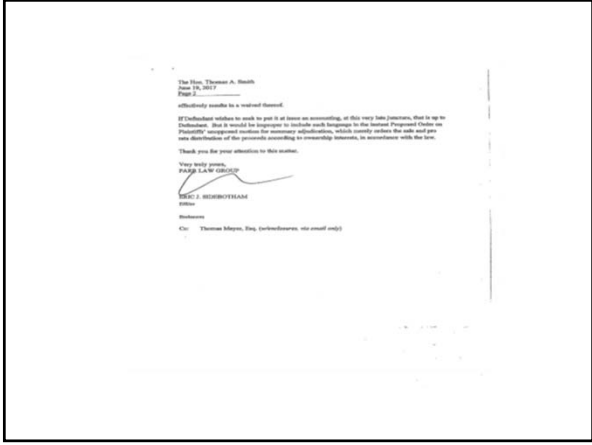 The Hon. Thomas A. Smith
June 19, 2017
Page 2
effectively results in a waived thereof.
If Defendant wishes to seek to put it at issue an accounting, at this very late juncture, that is up to
Defendant. But it would be improper to include such language in the instant Proposed Order on
Plaintiffs' unopposed motion for summary adjudication, which merely orders the sale and pro
rata distribution of the proceeds according to ownership interests, in accordance with the law.
Thank you for your attention to this matter.
Very truly yours,
PARR LAW GROUP
ERIC J. SIDEBOTHAM
Enclosures
Cc: Thomas Mayer, Esq. (w/enclosures, via email only)